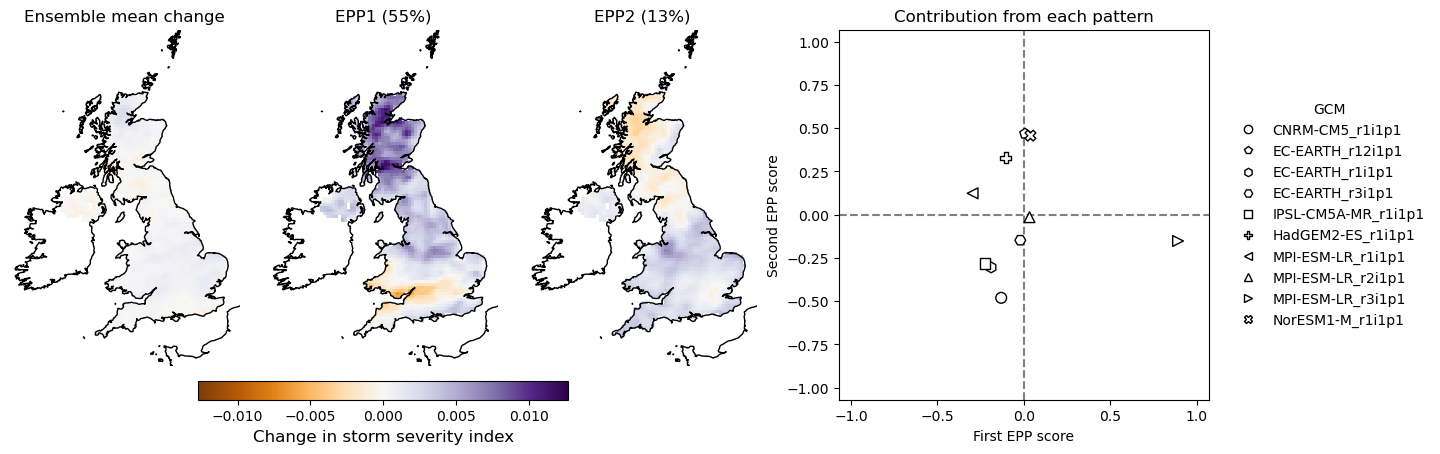 Ensemble mean change
EPP1 (55%)
EPP2 (13%)
−0.010 −0.005 0.000 0.005 0.010
Change in storm severity index
Contribution from each pattern
Second EPP score
1.00
0.75
0.50
0.25
0.00
−0.25
−0.50
−0.75
−1.00
−1.0 −0.5 0.0 0.5 1.0
First EPP score
GCM
CNRM-CM5_r1i1p1
EC-EARTH_r12i1p1
EC-EARTH_r1i1p1
EC-EARTH_r3i1p1
IPSL-CM5A-MR_r1i1p1
HadGEM2-ES_r1i1p1
MPI-ESM-LR_r1i1p1
MPI-ESM-LR_r2i1p1
MPI-ESM-LR_r3i1p1
NorESM1-M_r1i1p1